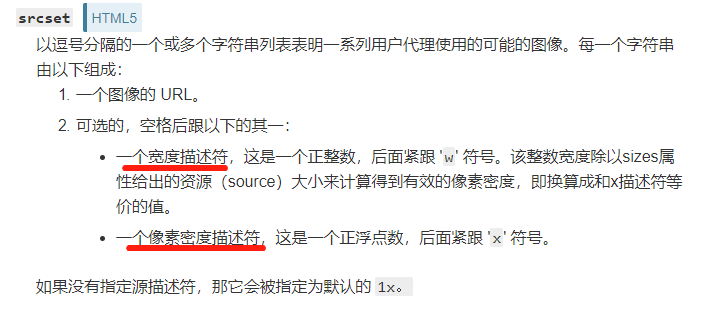 srcset HTML5
以逗号分隔的一个或多个字符串列表表明一系列用户代理使用的可能的图像。每一个字符串
由以下组成：
1. 一个图像的 URL。
2. 可选的，空格后跟以下的其一：
• 一个宽度描述符，这是一个正整数，后面紧跟 'w' 符号。该整数宽度除以sizes属
性给出的资源（source）大小来计算得到有效的像素密度，即换算成和x描述符等
价的值。
• 一个像素密度描述符，这是一个正浮点数，后面紧跟 'x' 符号。
如果没有指定源描述符，那它会被指定为默认的 1x。